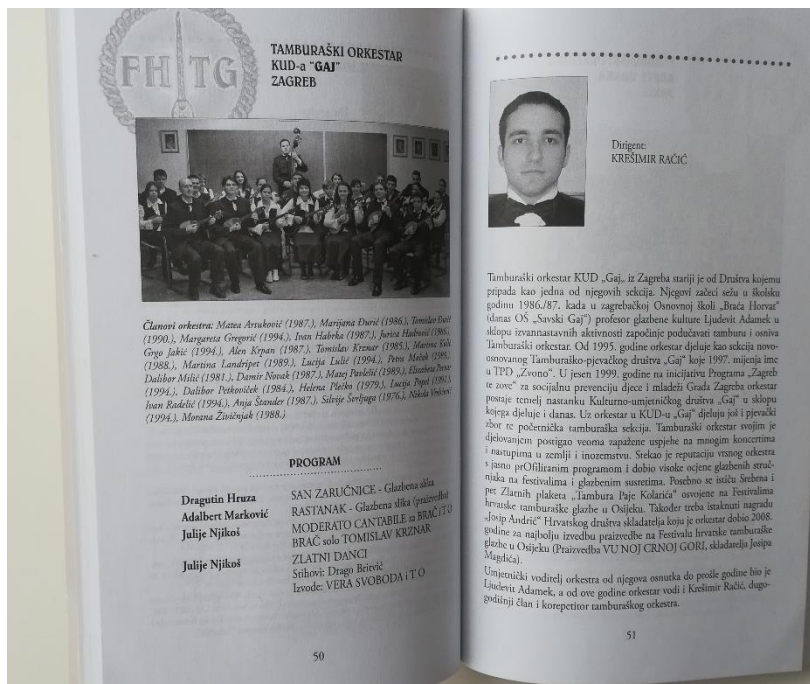 FH TG
TAMBURAŠKI ORKESTAR
KUD-a "GAJ"
ZAGREB
Članovi orkestra: Matea Artuković (1987.), Marijana Đurić (1986.), Tomislav Đurić
(1990.), Margareta Gregorić (1994.), Ivan Habrka (1987.), Jurica Hadrović (1986.)
Grgo Jakić (1994.), Alen Krpan (1987.), Tomislav Krznar (1985.), Martina
(1988.), Martina Landripet (1989.), Lucija Lulić (1994.), Petra Maček
Dalibor Milić (1981.), Damir Novak (1987.), Matej Pavlelić (1989.), Elizabeta
(1994.), Dalibor Peškoviček (1984.), Helena Plečko (1979.), Lucija Popol
Ivan Radelić (1994.), Anja Štander (1987.), Silvije Švrljuga (1976.), Nikola
(1994.), Morana Živičnjak (1988.)
PROGRAM
Dragutin Hruza SAN ZARUČNICE - Glazbena slika
Adalbert Marković RASTANAK - Glazbena slika (praizvedba)
Julije Njikoš MODERATO CANTABILE za BRAČ i T O
BRAČ solo TOMISLAV KRZNAR
Julije Njikoš ZLATNI DANCI
Stihovi: Drago Britvić
Izvode: VERA SVOBODA i T O
50
Dirigent:
KREŠIMIR RAČIĆ
Tamburaški orkestar KUD „Gaj„ iz Zagreba stariji je od Društva kojemu
pripada kao jedna od njegovih sekcija. Njegovi začeci sežu u školsku
godinu 1986./87. kada u zagrebačkoj Osnovnoj školi „Braća Horvat"
(danas OŠ „Savski Gaj") profesor glazbene kulture Ljudevit Adamek u
sklopu izvannastavnih aktivnosti započinje podučavati tamburu i osniva
Tamburaški orkestar. Od 1995. godine orkestar djeluje kao sekcija novo-
osnovanog Tamburaško-pjevačkog društva „Gaj" koje 1997. mijenja ime
u TPD „Zvono". U jesen 1999. godine na inicijativu Programa „Zagreb
te zove" za socijalnu prevenciju djece i mladeži Grada Zagreba orkestar
postaje temelj nastanku Kulturno-umjetničkog društva „Gaj" u sklopu
kojega djeluje i danas. Uz orkestar u KUD-u „Gaj" djeluju još i pjevački
zbor te početnička tamburaška sekcija. Tamburaški orkestar svojim je
djelovanjem postigao veoma zapažene uspjehe na mnogim koncertima
i nastupima u zemlji i inozemstvu. Stekao je reputaciju vrsnog orkestra
s jasno prOfiliranim programom i dobio visoke ocjene glazbenih struč-
njaka na festivalima i glazbenim susretima. Posebno se ističu Srebrna i
pet Zlatnih plaketa „Tambura Paje Kolarića" osvojene na Festivalima
hrvatske tamburaške glazbe u Osijeku. Također treba istaknuti nagradu
„Josip Andrić" Hrvatskog društva skladatelja koju je orkestar dobio 2008.
godine za najbolju izvedbu praizvedbe na Festivalu hrvatske tamburaške
glazbe u Osijeku (Praizvedba VU NOJ CRNOJ GORI, skladatelja Josipa
Magdića).
Umjetnički voditelj orkestra od njegova osnutka do prošle godine bio je
Ljudevit Adamek, a od ove godine orkestar vodi i Krešimir Račić, dugo-
godišnji član i korepetitor tamburaškog orkestra.
51